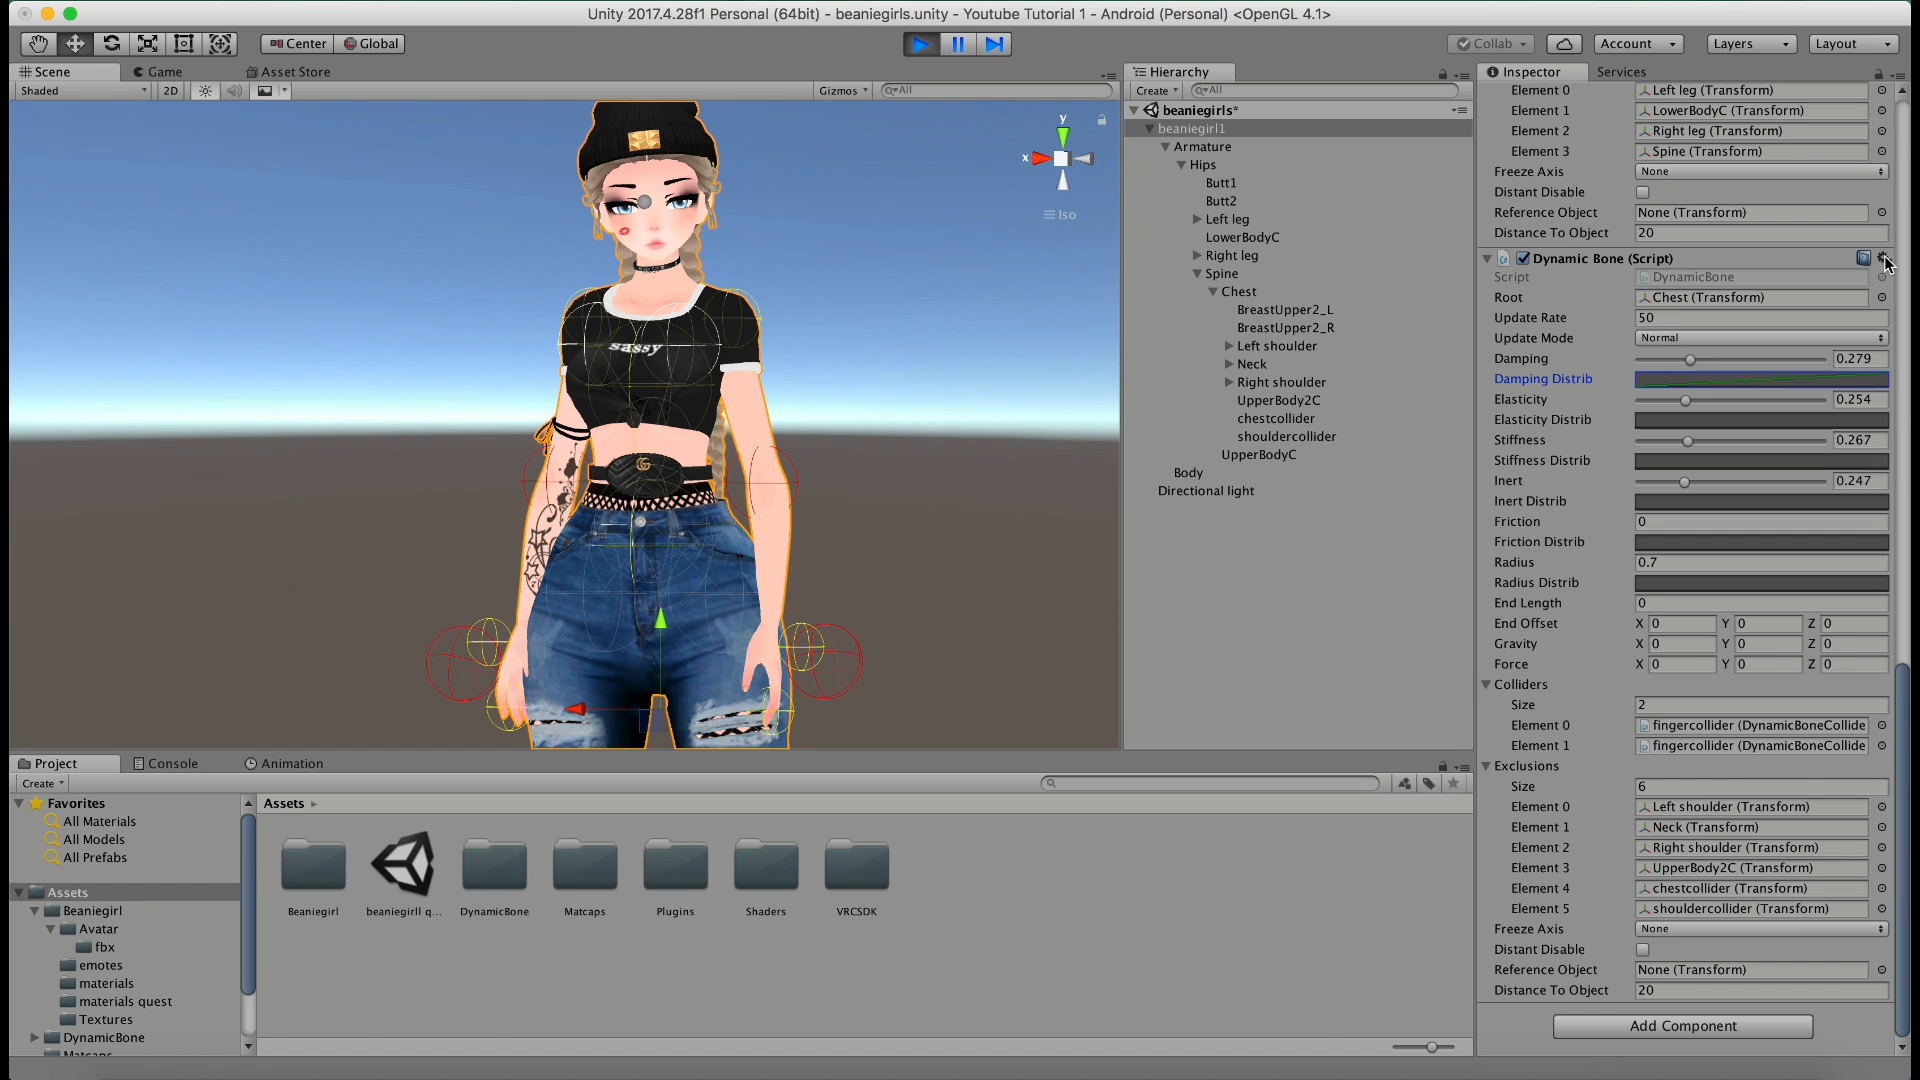 Unity 2017.4.28f1 Personal (64bit) - beaniegirls.unity - Youtube Tutorial 1 - Android (Personal) <OpenGL 4.1>
Center Global
Collab Account Layers Layout
Scene Game Asset Store
Shaded 2D Gizmos All
y
x
Iso
sassy
Hierarchy
Create All
beaniegirls*
beaniegirl1
Armature
Hips
Butt1
Butt2
Left leg
LowerBodyC
Right leg
Spine
Chest
BreastUpper2_L
BreastUpper2_R
Left shoulder
Neck
Right shoulder
UpperBody2C
chestcollider
shouldercollider
UpperBodyC
Body
Directional light
Inspector Services
Element 0 Left leg (Transform)
Element 1 LowerBodyC (Transform)
Element 2 Right leg (Transform)
Element 3 Spine (Transform)
Freeze Axis None
Distant Disable
Reference Object None (Transform)
Distance To Object 20
Dynamic Bone (Script)
Script DynamicBone
Root Chest (Transform)
Update Rate 50
Update Mode Normal
Damping 0.279
Damping Distrib
Elasticity 0.254
Elasticity Distrib
Stiffness 0.267
Stiffness Distrib
Inert 0.247
Inert Distrib
Friction 0
Friction Distrib
Radius 0.7
Radius Distrib
End Length 0
End Offset X 0 Y 0 Z 0
Gravity X 0 Y 0 Z 0
Force X 0 Y 0 Z 0
Colliders
Size 2
Element 0 fingercollider (DynamicBoneCollide
Element 1 fingercollider (DynamicBoneCollide
Exclusions
Size 6
Element 0 Left shoulder (Transform)
Element 1 Neck (Transform)
Element 2 Right shoulder (Transform)
Element 3 UpperBody2C (Transform)
Element 4 chestcollider (Transform)
Element 5 shouldercollider (Transform)
Freeze Axis None
Distant Disable
Reference Object None (Transform)
Distance To Object 20
Add Component
Project Console Animation
Create
Favorites
All Materials
All Models
All Prefabs
Assets
Beaniegirl
Avatar
fbx
emotes
materials
materials quest
Textures
DynamicBone
Matcaps
Assets
Beaniegirl beaniegirll q... DynamicBone Matcaps Plugins Shaders VRCSDK